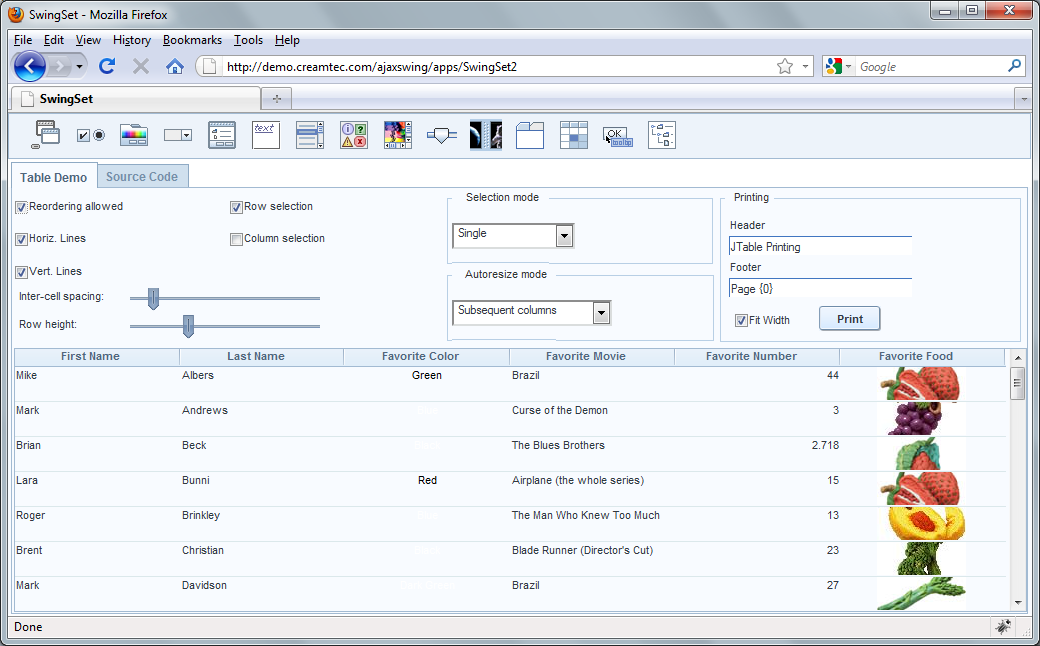 SwingSet - Mozilla Firefox
File Edit View History Bookmarks Tools Help
http://demo.creamtec.com/ajaxswing/apps/SwingSet2 Google
SwingSet
text OK tooltip
Table Demo Source Code
Reordering allowed Row selection Selection mode Printing
Header
Horiz. Lines Column selection Single JTable Printing
Vert. Lines Autoresize mode Footer
Inter-cell spacing: Page {0}
Row height: Subsequent columns Fit Width Print
First Name Last Name Favorite Color Favorite Movie Favorite Number Favorite Food
Mike Albers Green Brazil 44
Mark Andrews Curse of the Demon 3
Brian Beck The Blues Brothers 2.718
Lara Bunni Red Airplane (the whole series) 15
Roger Brinkley The Man Who Knew Too Much 13
Brent Christian Blade Runner (Director's Cut) 23
Mark Davidson Brazil 27
Done